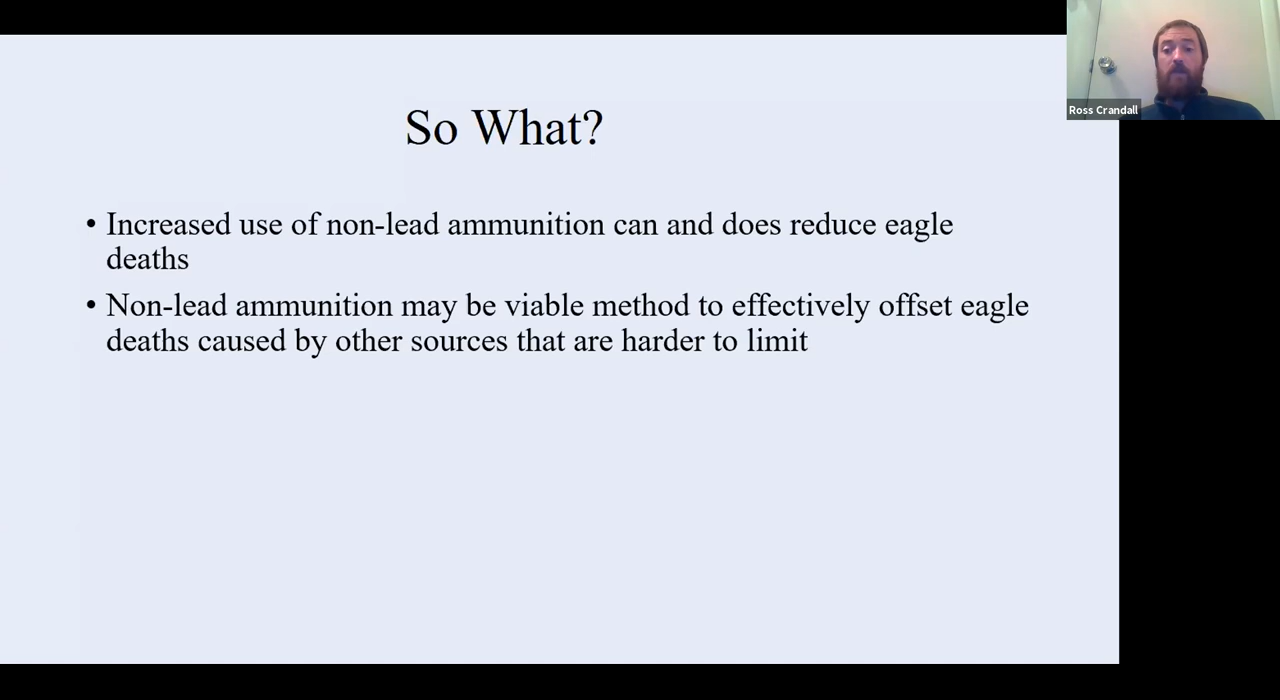 So What?
• Increased use of non-lead ammunition can and does reduce eagle
deaths
• Non-lead ammunition may be viable method to effectively offset eagle
deaths caused by other sources that are harder to limit
Ross Crandall